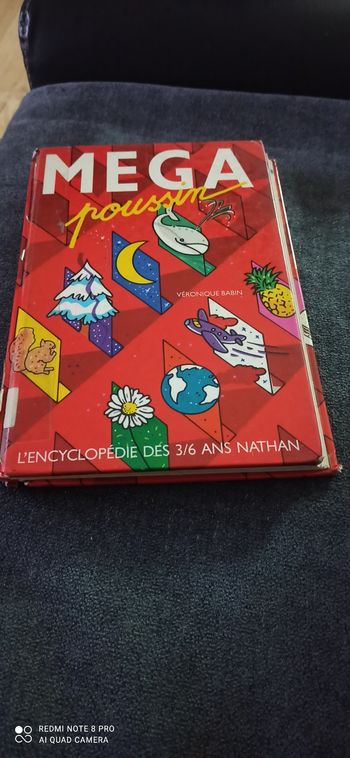 MEGA
poussin
VÉRONIQUE BABIN
L'ENCYCLOPÉDIE DES 3/6 ANS NATHAN
REDMI NOTE 8 PRO
AI QUAD CAMERA